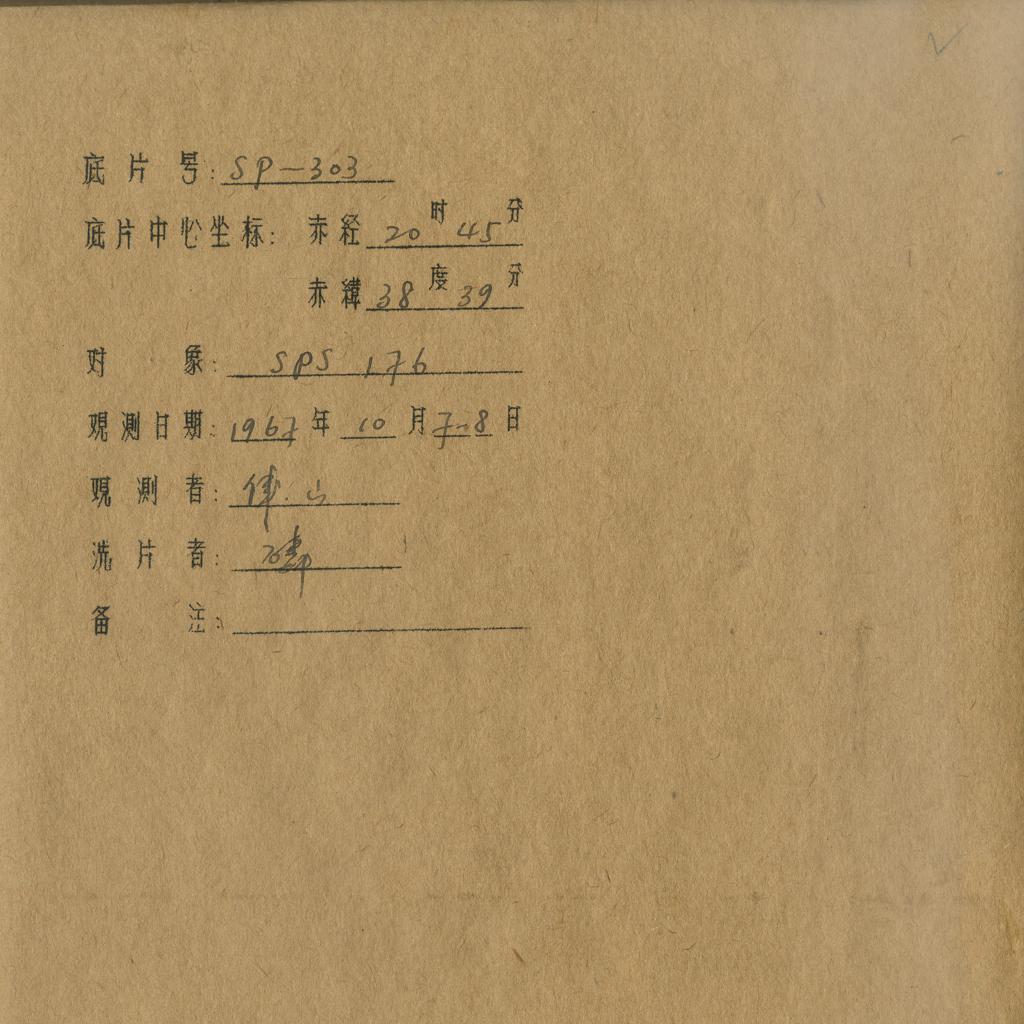 底片号: SP-303
底片中心坐标: 赤经 20 时 45 分
赤緯 38 度 39 分
对象: SPS 176
观测日期: 1967 年 10 月 7-8 日
观测者:
洗片者:
备注: